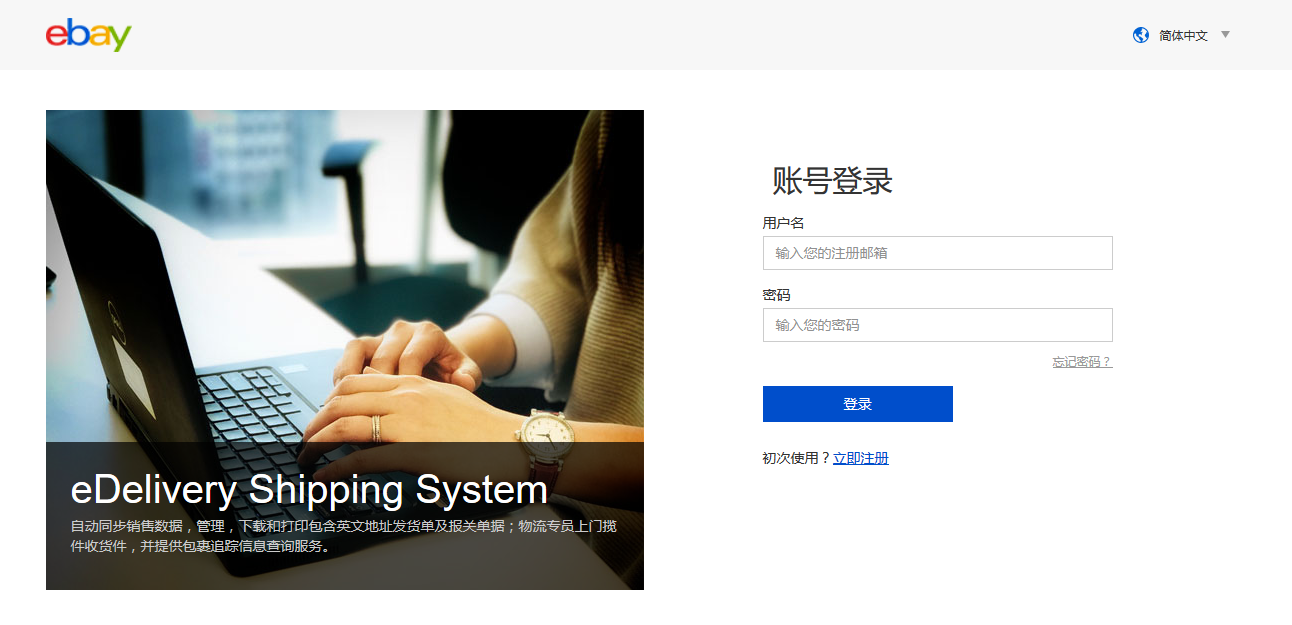 ebay
简体中文
账号登录
用户名
输入您的注册邮箱
密码
输入您的密码
忘记密码？
登录
初次使用？立即注册
eDelivery Shipping System
自动同步销售数据，管理，下载和打印包含英文地址发货单及报关单据；物流专员上门揽
件收货件，并提供包裹追踪信息查询服务。